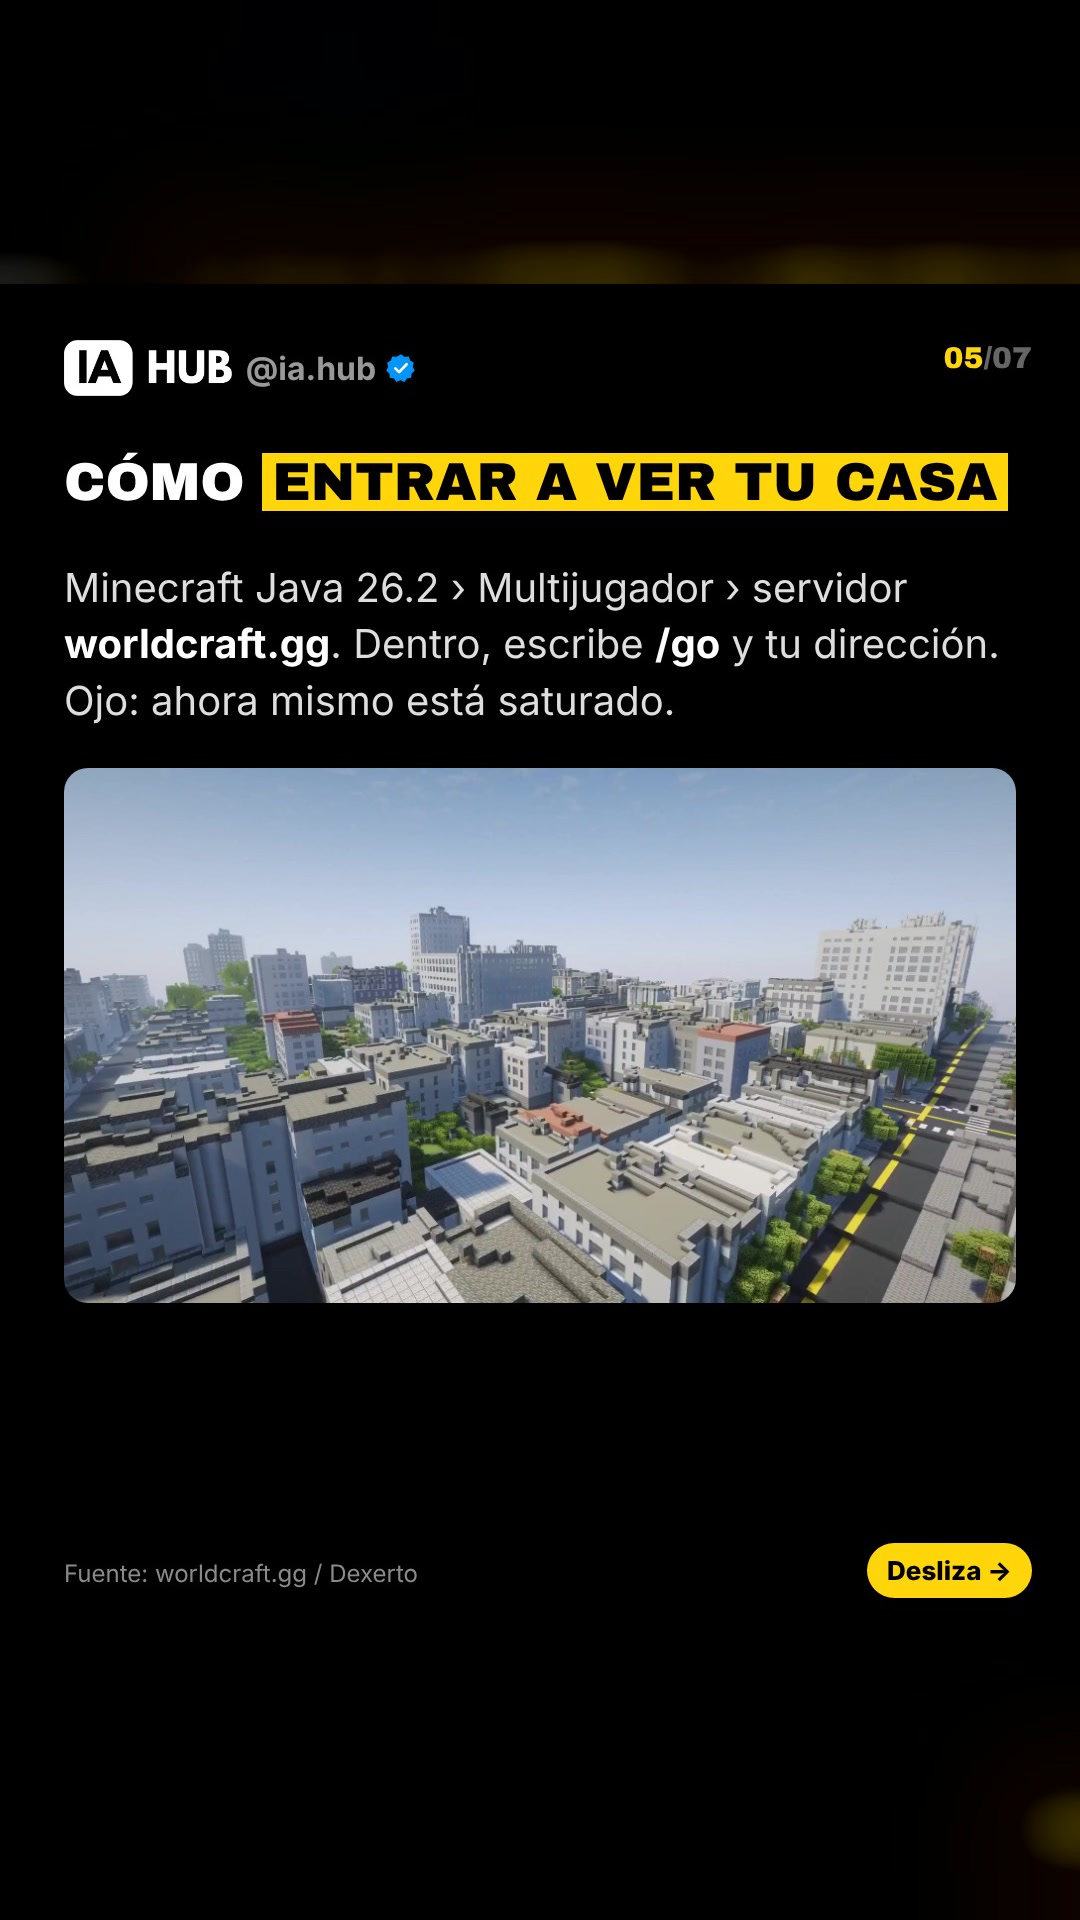 IA HUB @ia.hub
05/07
CÓMO ENTRAR A VER TU CASA
Minecraft Java 26.2 › Multijugador › servidor
worldcraft.gg. Dentro, escribe /go y tu dirección.
Ojo: ahora mismo está saturado.
Fuente: worldcraft.gg / Dexerto
Desliza →